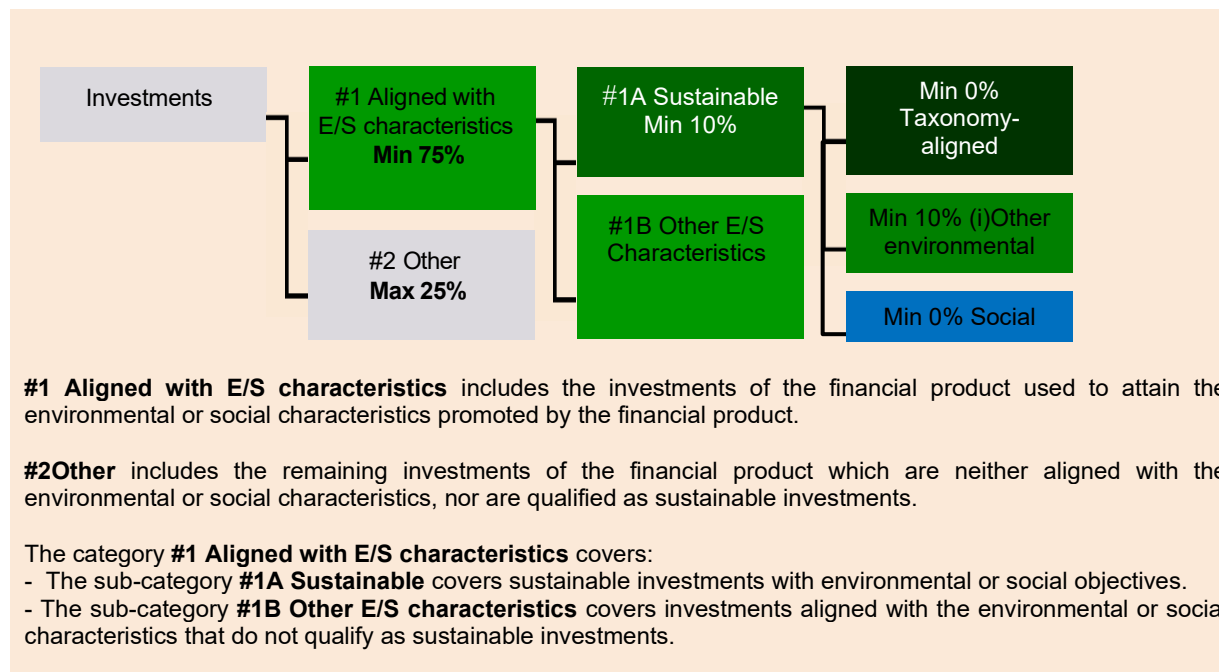 Investments
#1 Aligned with
E/S characteristics
Min 75%
#2 Other
Max 25%
#1A Sustainable
Min 10%
#1B Other E/S
Characteristics
Min 0%
Taxonomy-
aligned
Min 10% (i)Other
environmental
Min 0% Social
#1 Aligned with E/S characteristics includes the investments of the financial product used to attain the
environmental or social characteristics promoted by the financial product.
#2Other includes the remaining investments of the financial product which are neither aligned with the
environmental or social characteristics, nor are qualified as sustainable investments.
The category #1 Aligned with E/S characteristics covers:
- The sub-category #1A Sustainable covers sustainable investments with environmental or social objectives.
- The sub-category #1B Other E/S characteristics covers investments aligned with the environmental or social
characteristics that do not qualify as sustainable investments.